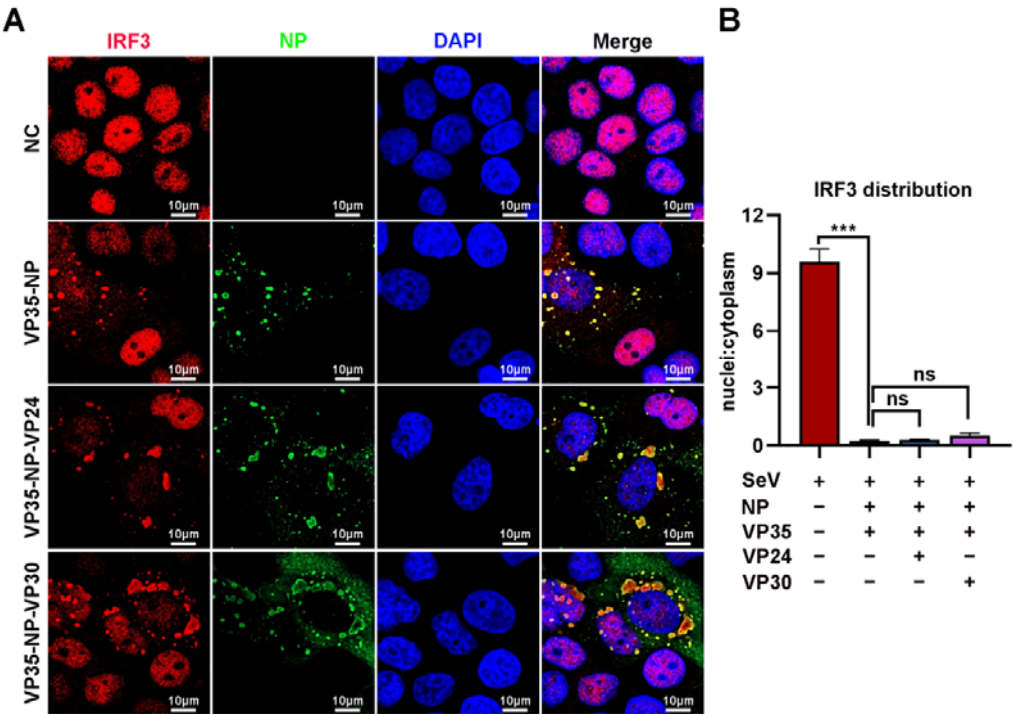 A
IRF3 NP DAPI Merge
NC
10μm 10μm 10μm 10μm
VP35-NP
10μm 10μm 10μm 10μm
VP35-NP-VP24
10μm 10μm 10μm 10μm
VP35-NP-VP30
10μm 10μm 10μm 10μm
B
IRF3 distribution
nuclei:cytoplasm
12
9
6
3
0
***
ns
ns
SeV + + + +
NP − + + +
VP35 − + + +
VP24 − − + −
VP30 − − − +